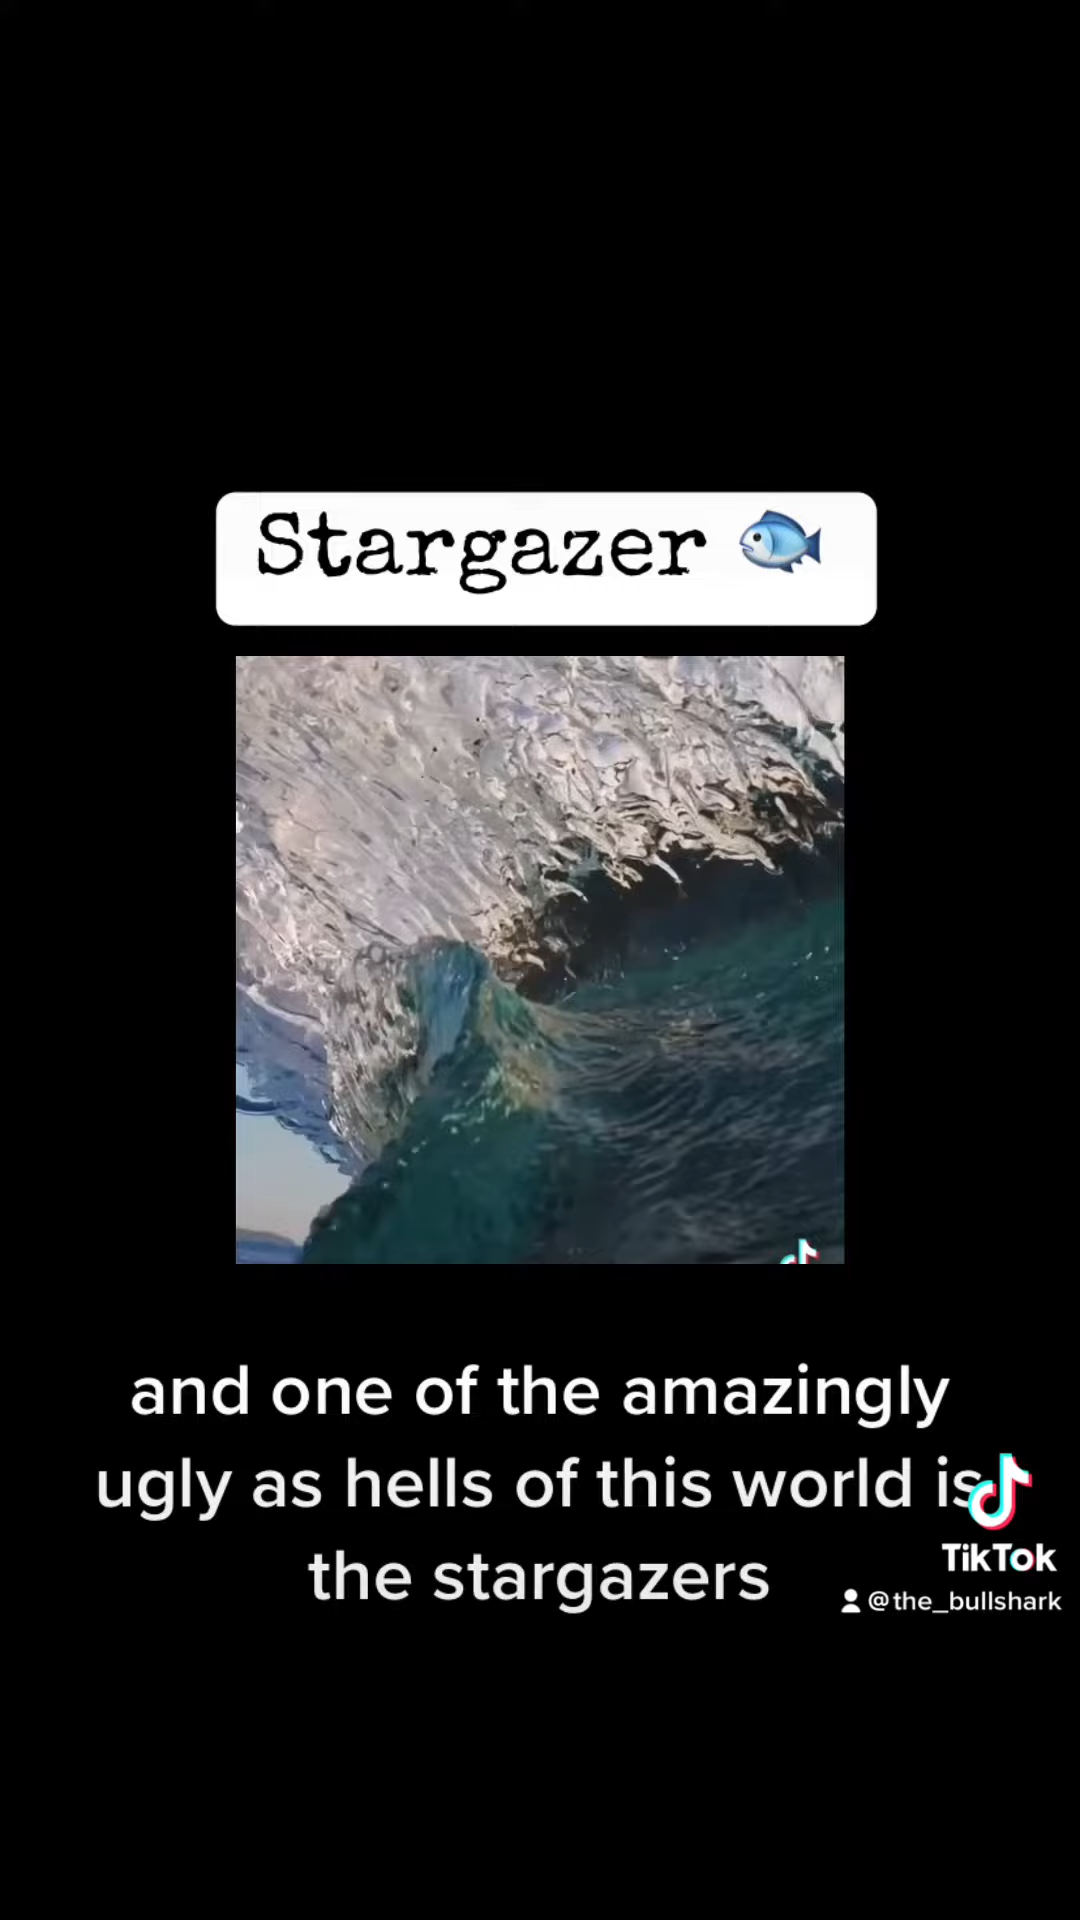 Stargazer 🐟
and one of the amazingly
ugly as hells of this world is
the stargazers
TikTok
@the_bullshark